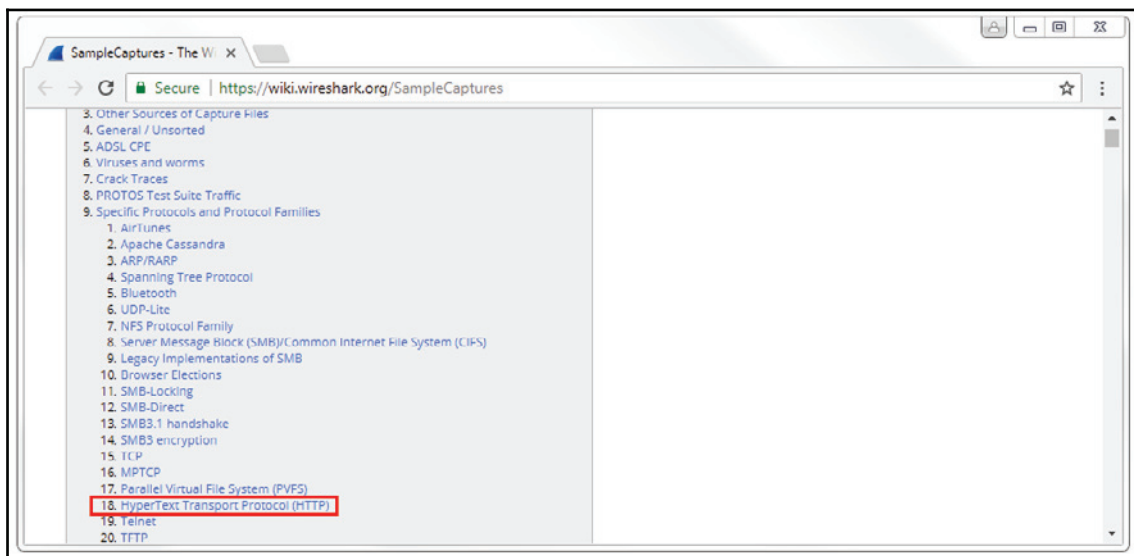 SampleCaptures - The Wi
Secure | https://wiki.wireshark.org/SampleCaptures
3. Other Sources of Capture Files
4. General / Unsorted
5. ADSL CPE
6. Viruses and worms
7. Crack Traces
8. PROTOS Test Suite Traffic
9. Specific Protocols and Protocol Families
1. AirTunes
2. Apache Cassandra
3. ARP/RARP
4. Spanning Tree Protocol
5. Bluetooth
6. UDP-Lite
7. NFS Protocol Family
8. Server Message Block (SMB)/Common Internet File System (CIFS)
9. Legacy Implementations of SMB
10. Browser Elections
11. SMB-Locking
12. SMB-Direct
13. SMB3.1 handshake
14. SMB3 encryption
15. TCP
16. MPTCP
17. Parallel Virtual File System (PVFS)
18. HyperText Transport Protocol (HTTP)
19. Telnet
20. TFTP